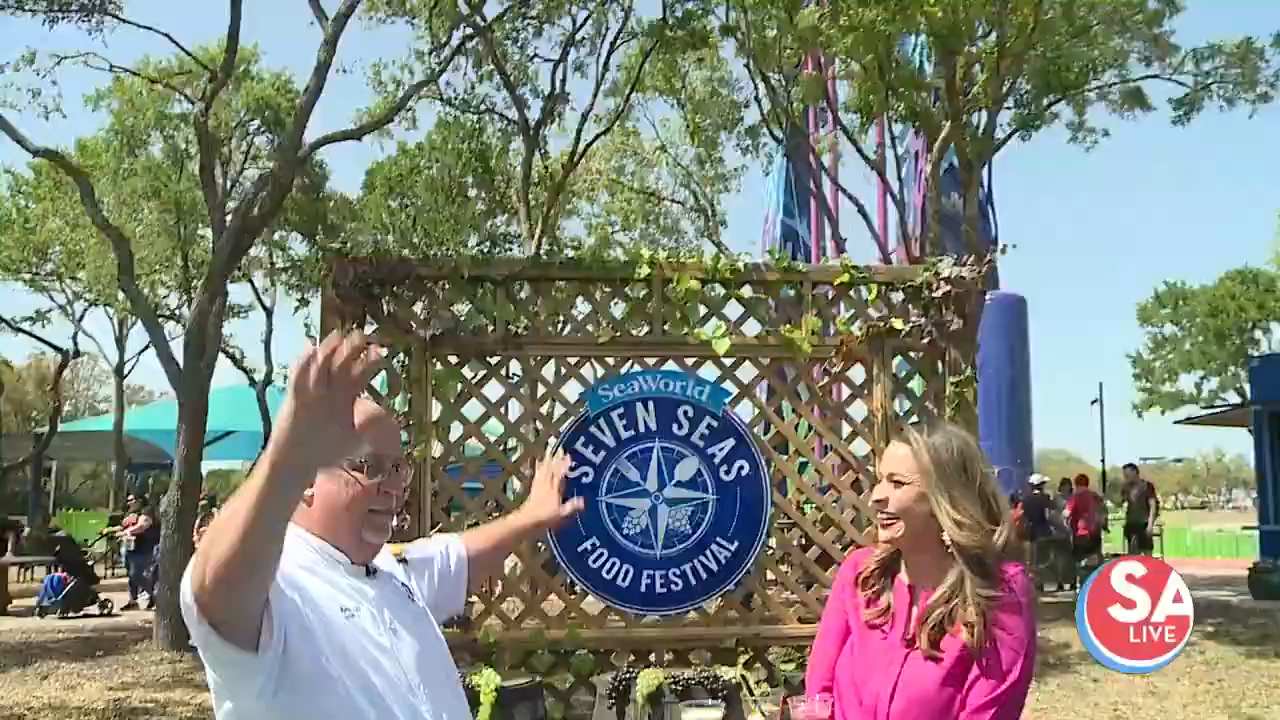 SeaWorld
SEVEN SEAS
FOOD FESTIVAL
SA
LIVE